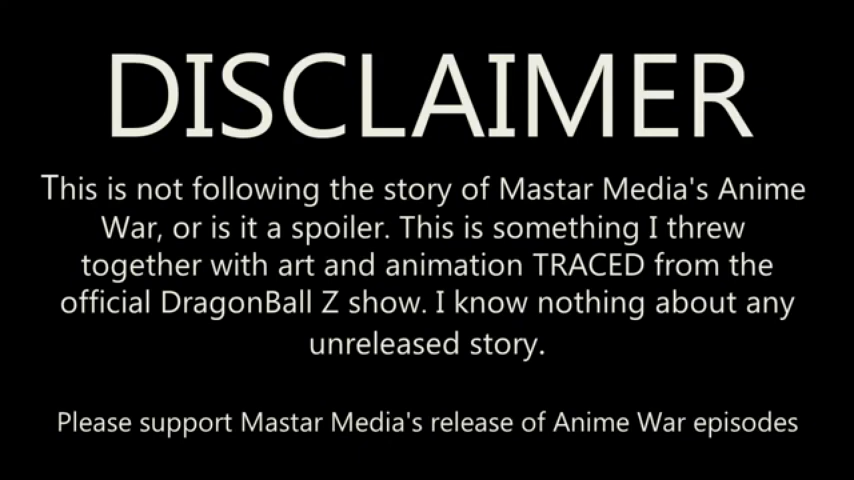 DISCLAIMER
This is not following the story of Mastar Media's Anime
War, or is it a spoiler. This is something I threw
together with art and animation TRACED from the
official DragonBall Z show. I know nothing about any
unreleased story.
Please support Mastar Media's release of Anime War episodes